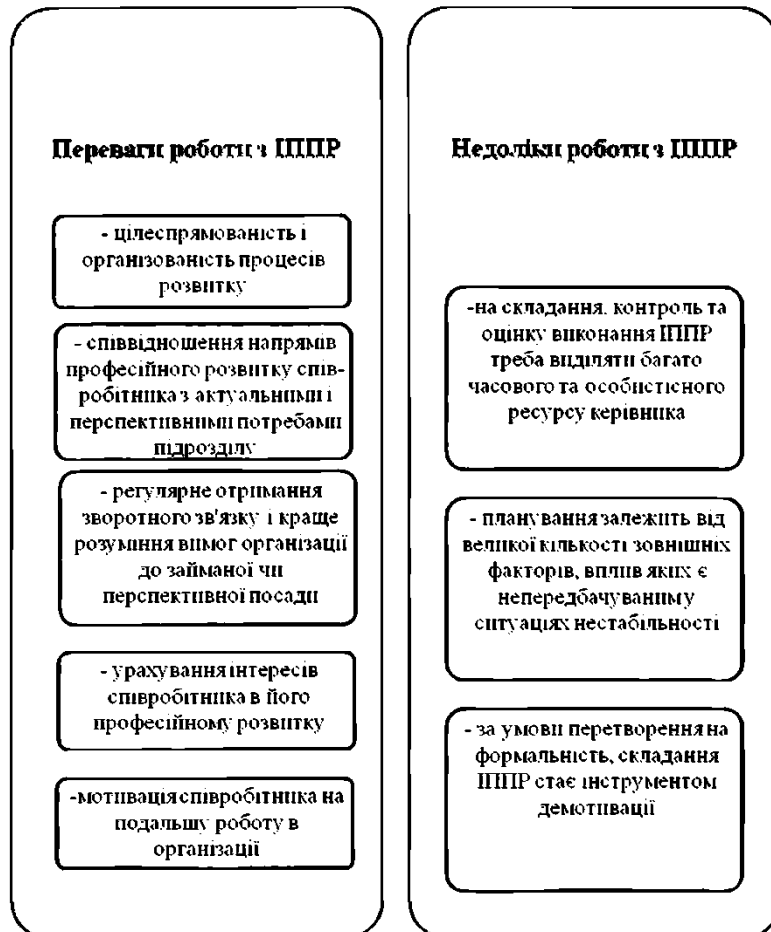 Переваги роботи з ІППР
- цілеспрямованість і
організованість процесів
розвитку
- співвідношення напрямів
професійного розвитку спів-
робітника з актуальними і
перспективними потребами
підрозділу
- регулярне отримання
зворотного зв'язку і краще
розуміння вимог організації
до займаної чи
перспективної посади
- урахування інтересів
співробітника в його
професійному розвитку
-мотивація співробітника на
подальшу роботу в
організації
Недоліки роботи з ІППР
-на складання, контроль та
оцінку виконання ІППР
треба виділяти багато
часового та особистісного
ресурсу керівника
- планування залежить від
великої кількості зовнішніх
факторів, вплив яких є
непередбачуваним у
ситуаціях нестабільності
- за умови перетворення на
формальність, складання
ІППР стає інструментом
демотивації